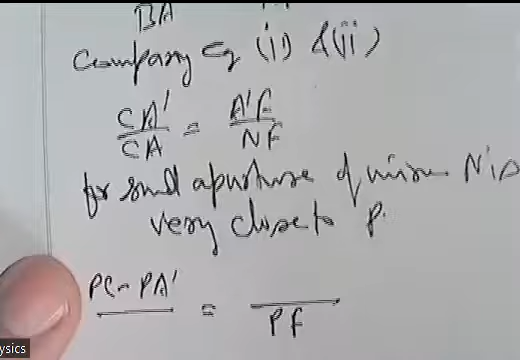 BA
Comparing eq (i) & (ii)
CA' / CA = A'F / NF
for small aperture of mirror N is
very close to P.
PC - PA' = PF
ysics